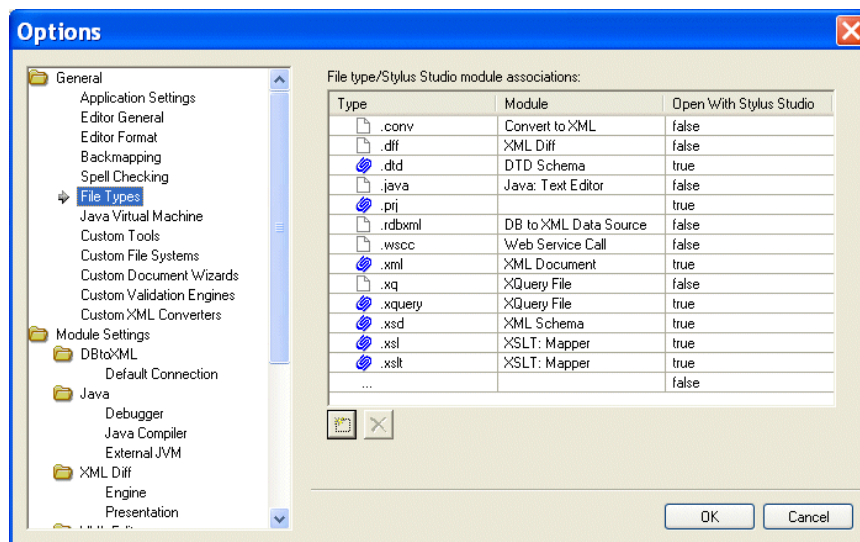 Options
General
Application Settings
Editor General
Editor Format
Backmapping
Spell Checking
File Types
Java Virtual Machine
Custom Tools
Custom File Systems
Custom Document Wizards
Custom Validation Engines
Custom XML Converters
Module Settings
DBtoXML
Default Connection
Java
Debugger
Java Compiler
External JVM
XML Diff
Engine
Presentation
File type/Stylus Studio module associations:
Type Module Open With Stylus Studio
.conv Convert to XML false
.dff XML Diff false
.dtd DTD Schema true
.java Java: Text Editor false
.prj true
.rdbxml DB to XML Data Source false
.wscc Web Service Call false
.xml XML Document true
.xq XQuery File false
.xquery XQuery File true
.xsd XML Schema true
.xsl XSLT: Mapper true
.xslt XSLT: Mapper true
... false
OK Cancel